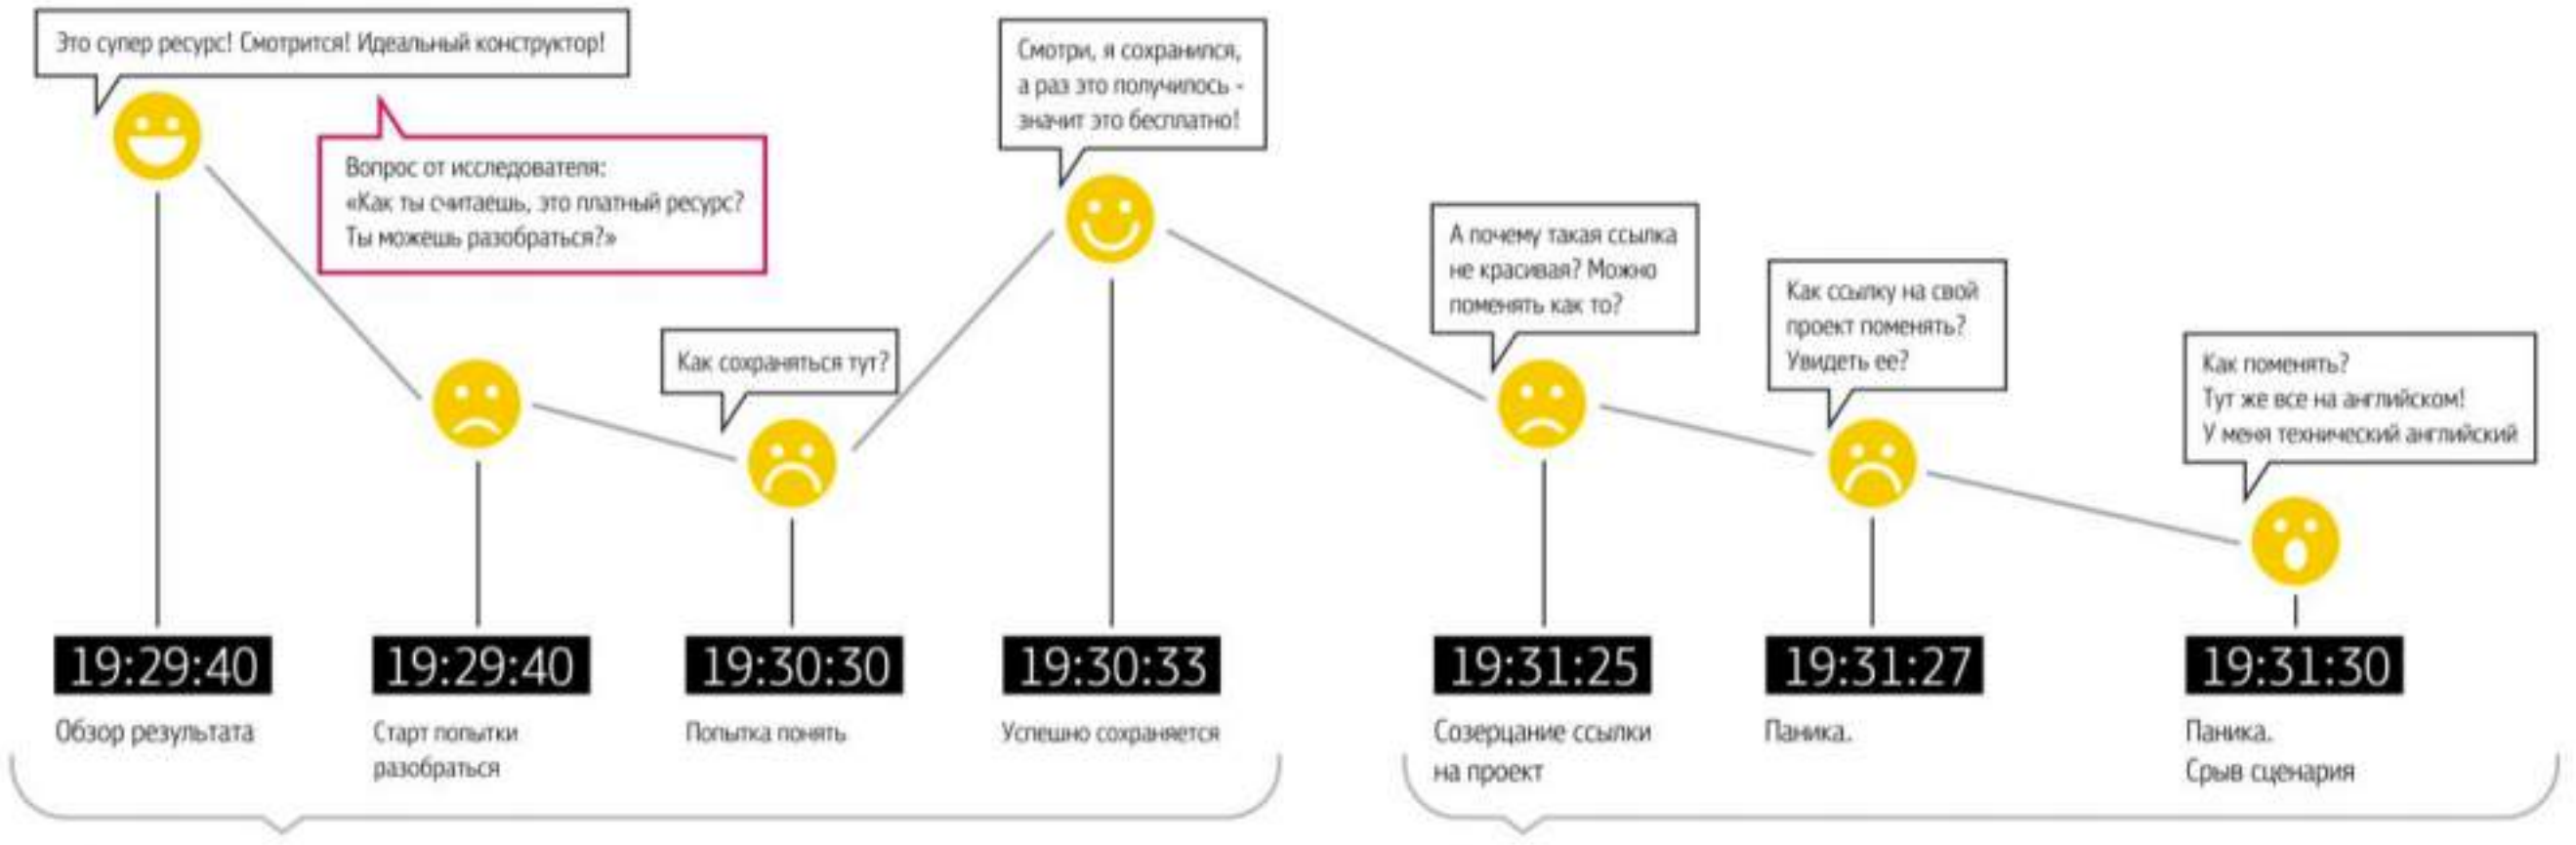 Это супер ресурс! Смотрится! Идеальный конструктор!
Вопрос от исследователя:
«Как ты считаешь, это платный ресурс?
Ты можешь разобраться?»
Как сохраняться тут?
Смотри, я сохранился,
а раз это получилось -
значит это бесплатно!
А почему такая ссылка
не красивая? Можно
поменять как то?
Как ссылку на свой
проект поменять?
Увидеть ее?
Как поменять?
Тут же все на английском!
У меня технический английский
19:29:40
Обзор результата
19:29:40
Старт попытки
разобраться
19:30:30
Попытка понять
19:30:33
Успешно сохраняется
19:31:25
Созерцание ссылки
на проект
19:31:27
Паника.
19:31:30
Паника.
Срыв сценария